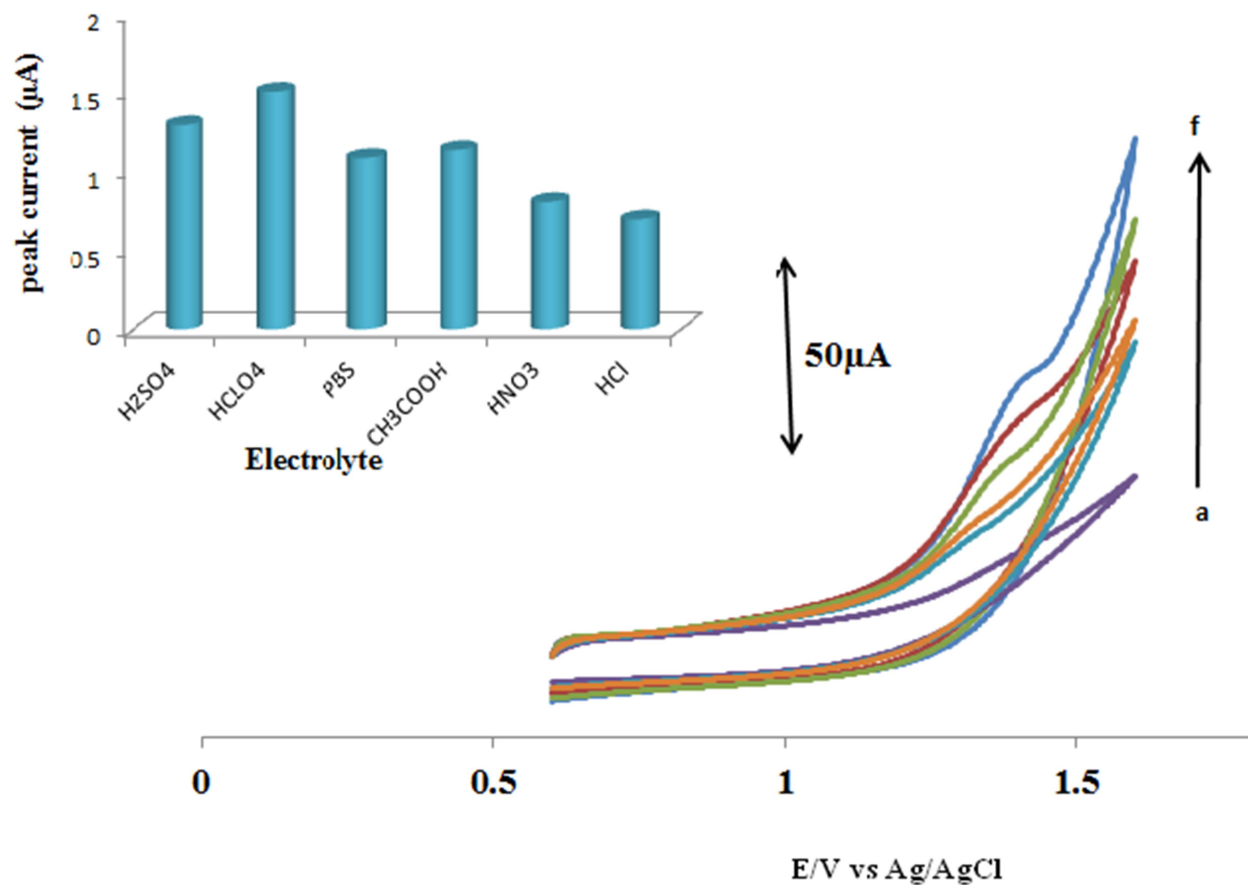 2
1.5
1
0.5
0
peak current (µA)
H2SO4
HCLO4
PBS
CH3COOH
HNO3
HCl
Electrolyte
50µA
f
a
0
0.5
1
1.5
E/V vs Ag/AgCl